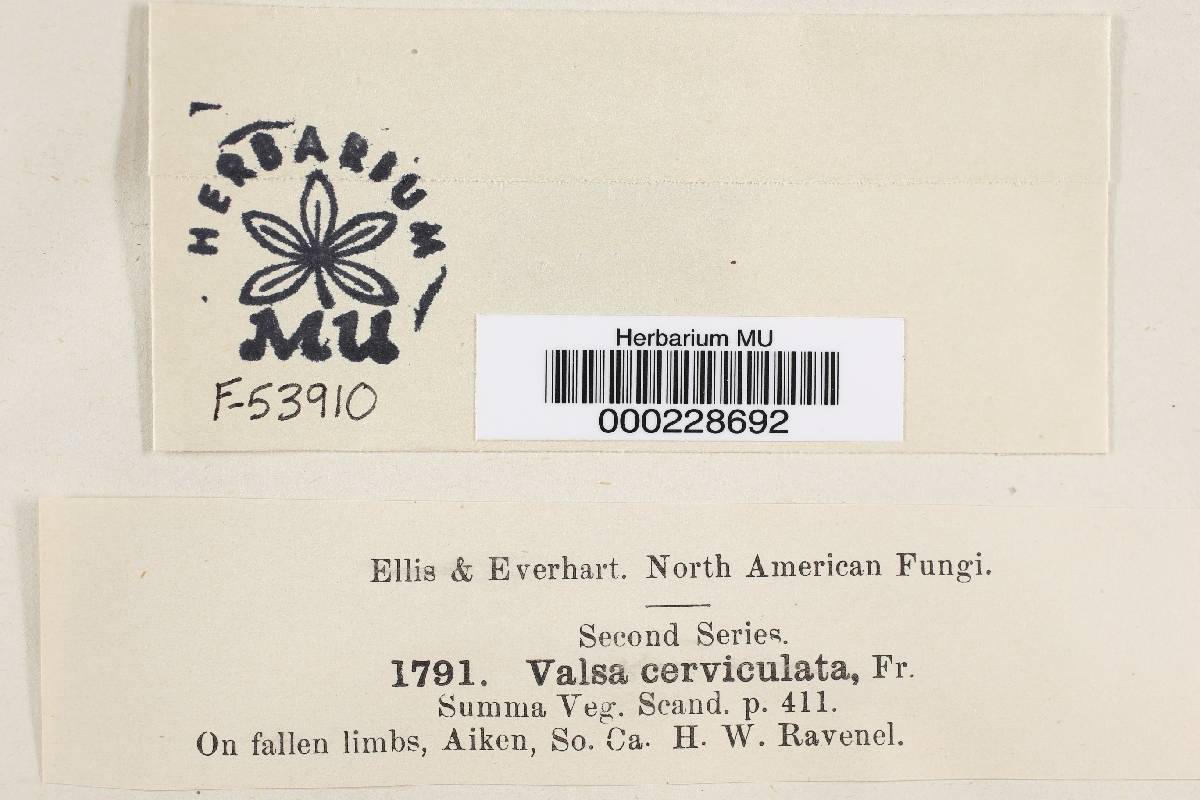 HERBARIUM
MU
F-53910
Herbarium MU
000228692
Ellis & Everhart. North American Fungi.
Second Series.
1791. Valsa cerviculata, Fr.
Summa Veg. Scand. p. 411.
On fallen limbs, Aiken, So. Ca. H. W. Ravenel.